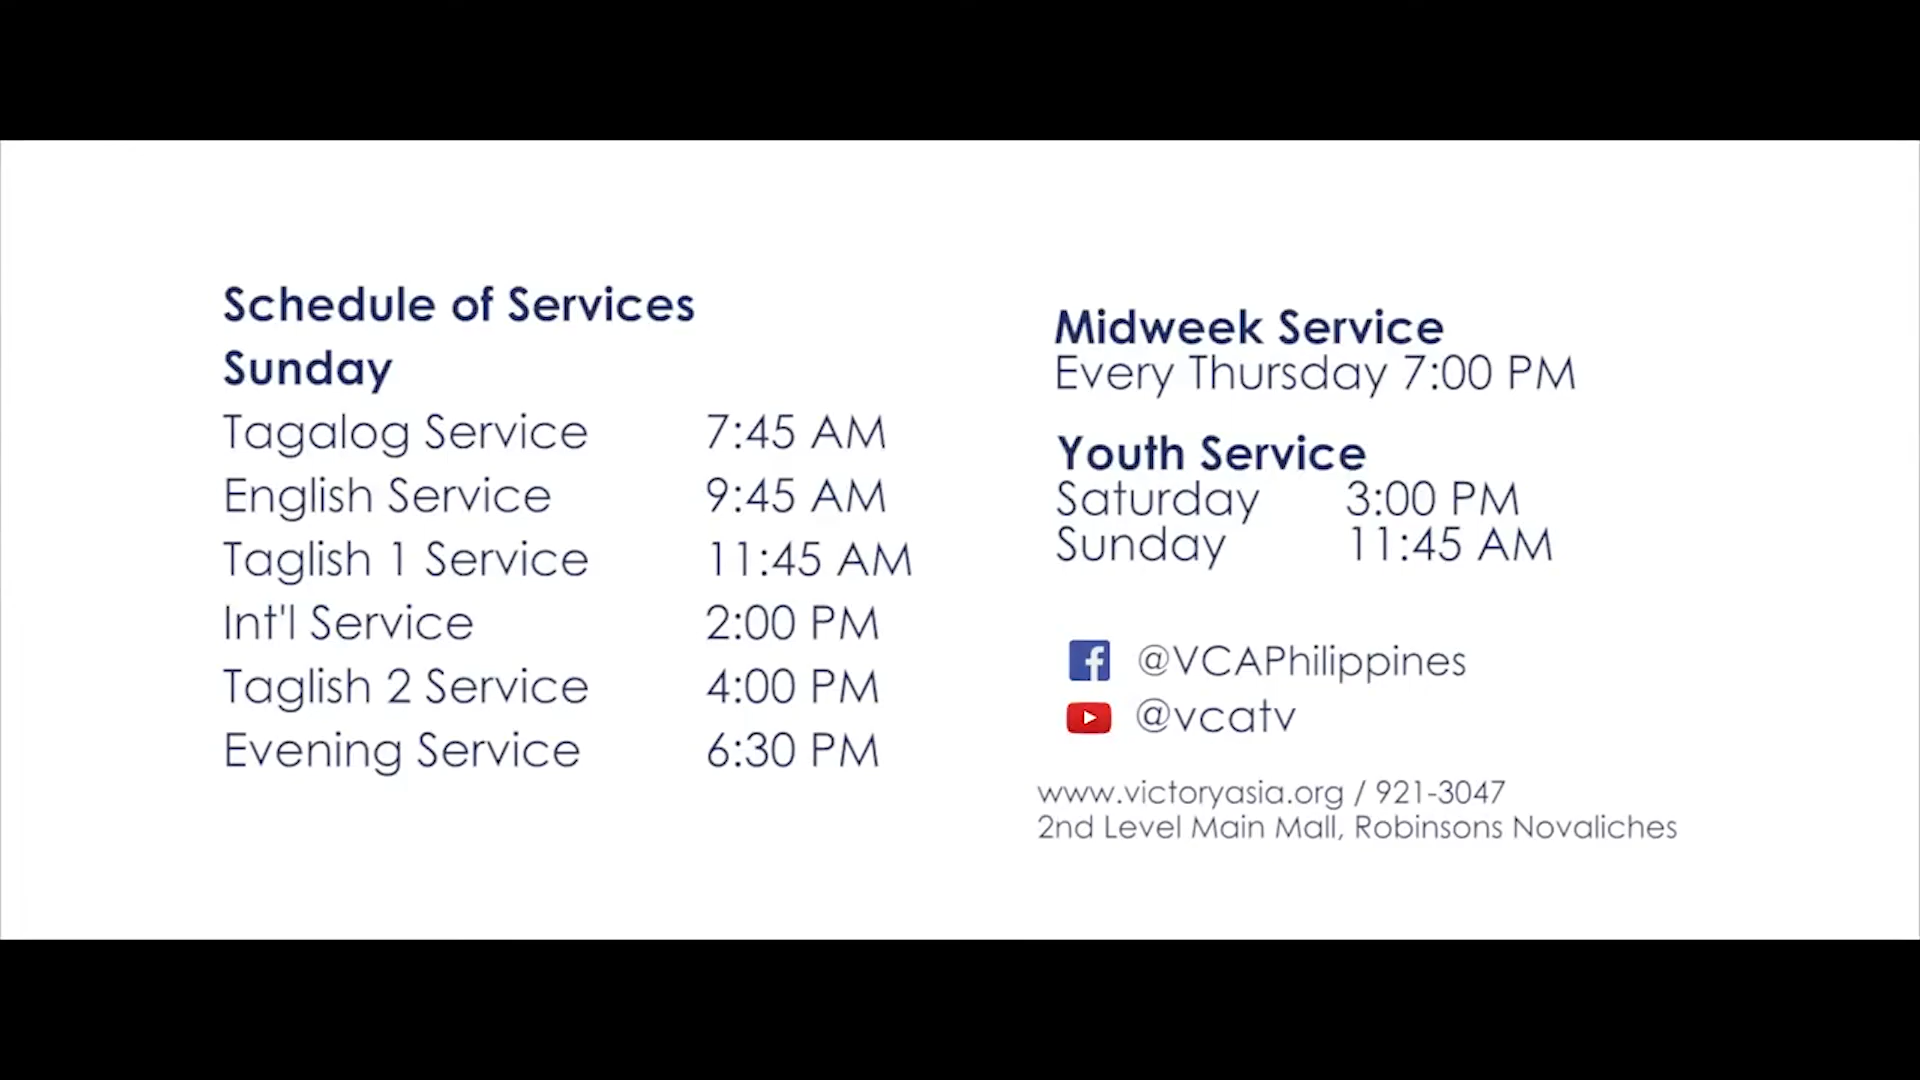 Schedule of Services
Sunday
Tagalog Service 7:45 AM
English Service 9:45 AM
Taglish 1 Service 11:45 AM
Int'l Service 2:00 PM
Taglish 2 Service 4:00 PM
Evening Service 6:30 PM
Midweek Service
Every Thursday 7:00 PM
Youth Service
Saturday 3:00 PM
Sunday 11:45 AM
@VCAPhilippines
@vcatv
www.victoryasia.org / 921-3047
2nd Level Main Mall, Robinsons Novaliches